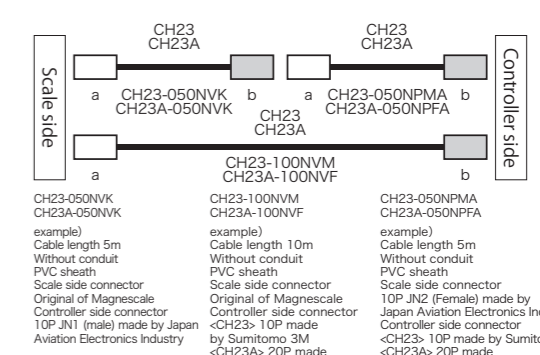 CH23
CH23A
CH23
CH23A
Scale side
Controller side
a
CH23-050NVK
CH23A-050NVK
b
a
CH23-050NPMA
CH23A-050NPFA
b
CH23
CH23A
CH23-100NVM
CH23A-100NVF
a
b
CH23-050NVK
CH23A-050NVK
example)
Cable length 5m
Without conduit
PVC sheath
Scale side connector
Original of Magnescale
Controller side connector
10P JN1 (male) made by Japan
Aviation Electronics Industry
CH23-100NVM
CH23A-100NVF
example)
Cable length 10m
Without conduit
PVC sheath
Scale side connector
Original of Magnescale
Controller side connector
<CH23> 10P made
by Sumitomo 3M
<CH23A> 20P made
CH23-050NPMA
CH23A-050NPFA
example)
Cable length 5m
Without conduit
PVC sheath
Scale side connector
10P JN2 (Female) made by
Japan Aviation Electronics
Controller side connector
<CH23> 10P made by
<CH23A> 20P made